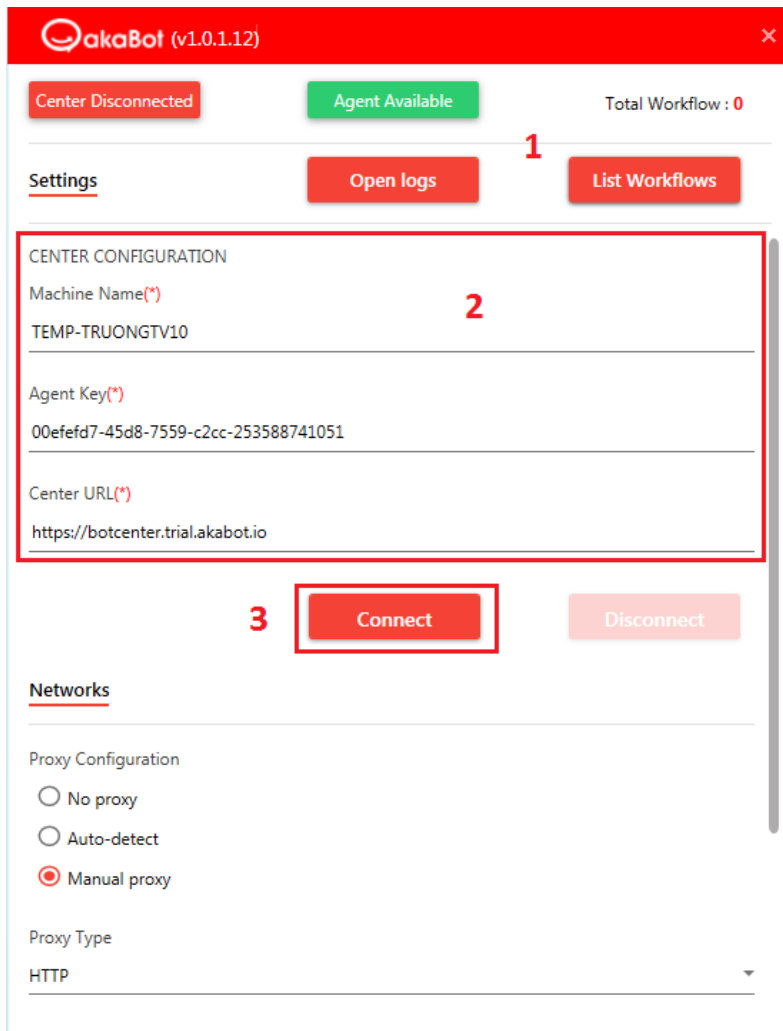 akaBot (v1.0.1.12)
Center Disconnected Agent Available Total Workflow : 0
1
Settings Open logs List Workflows
CENTER CONFIGURATION
Machine Name(*)
2
TEMP-TRUONGTV10
Agent Key(*)
00efefd7-45d8-7559-c2cc-253588741051
Center URL(*)
https://botcenter.trial.akabot.io
3 Connect Disconnect
Networks
Proxy Configuration
No proxy
Auto-detect
Manual proxy
Proxy Type
HTTP